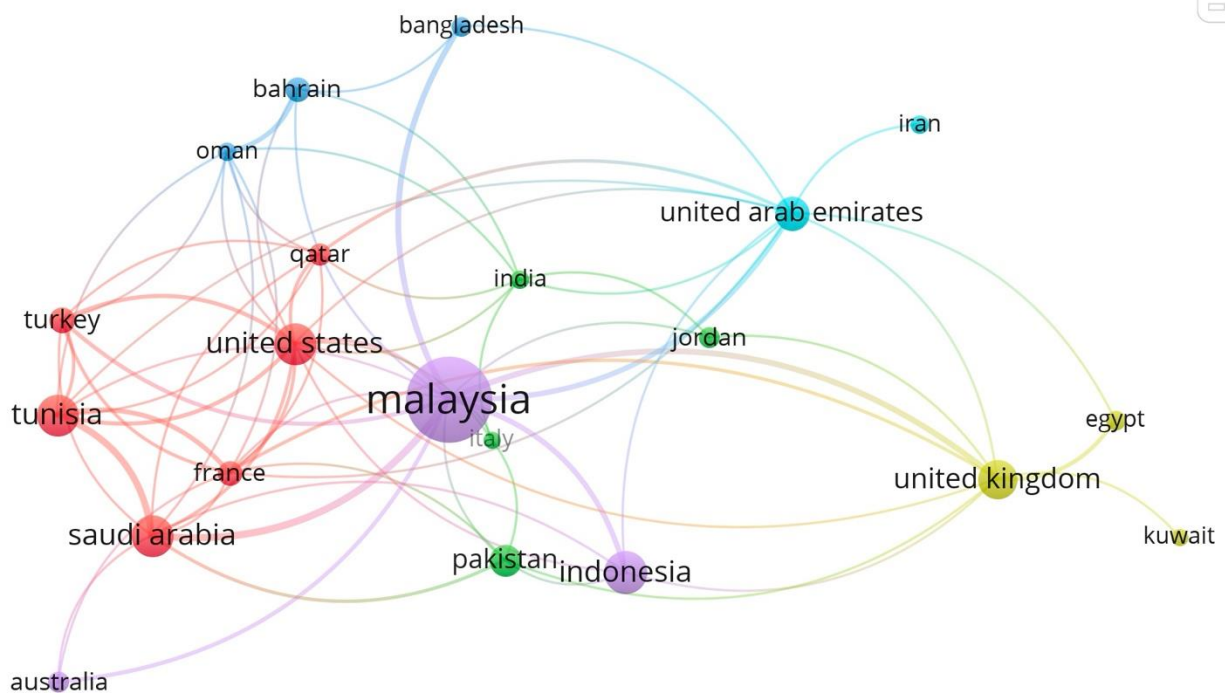 bangladesh
bahrain
iran
oman
united arab emirates
qatar
india
turkey
united states
jordan
malaysia
tunisia
italy
egypt
france
united kingdom
saudi arabia
kuwait
pakistan
indonesia
australia